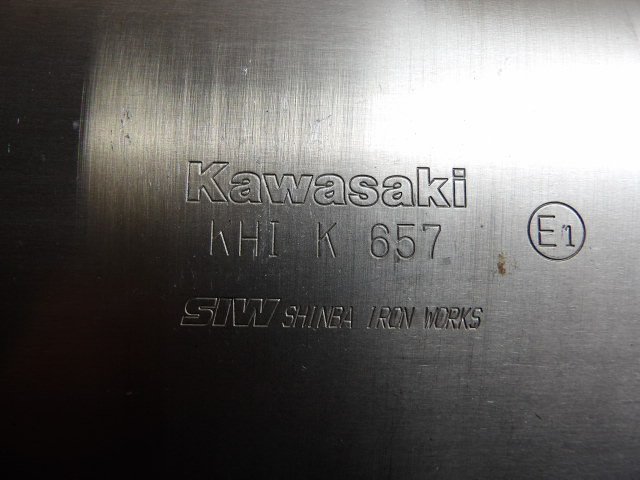 Kawasaki
KHI K 657 E1
SIW SHINBA IRON WORKS